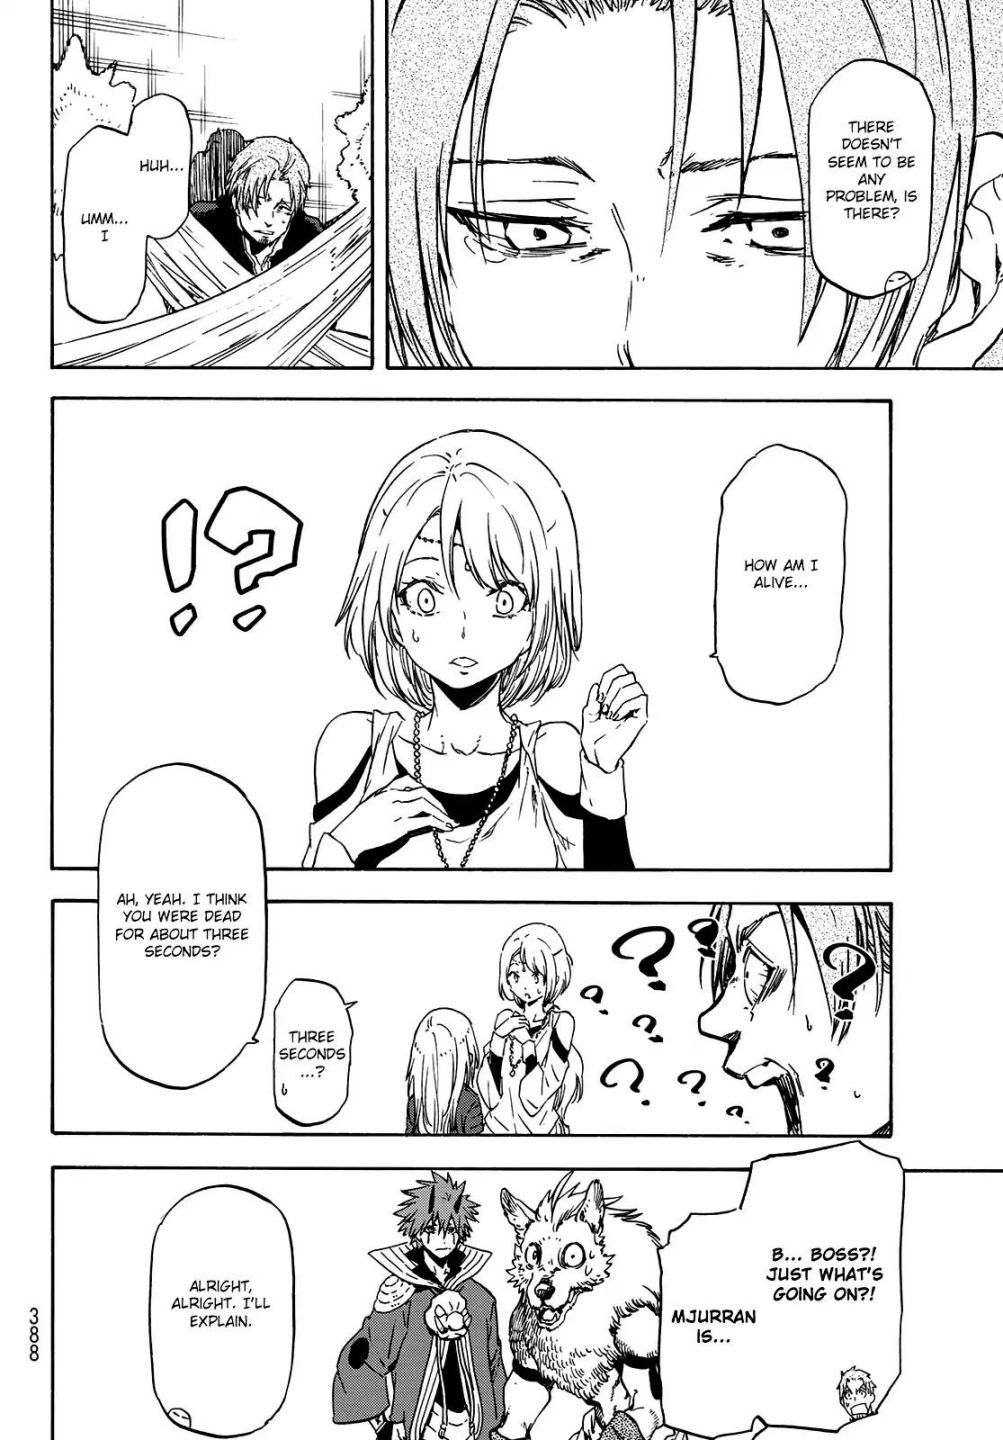 THERE
DOESN'T
SEEM TO BE
ANY
PROBLEM, IS
THERE?
HUH...
UMM...
I
HOW AM I
ALIVE...
!?
AH, YEAH. I THINK
YOU WERE DEAD
FOR ABOUT THREE
SECONDS?
THREE
SECONDS
...?
? ? ? ? ? ? ?
B... BOSS?!
JUST WHAT'S
GOING ON?!
MJURRAN
IS...
ALRIGHT,
ALRIGHT. I'LL
EXPLAIN.
388